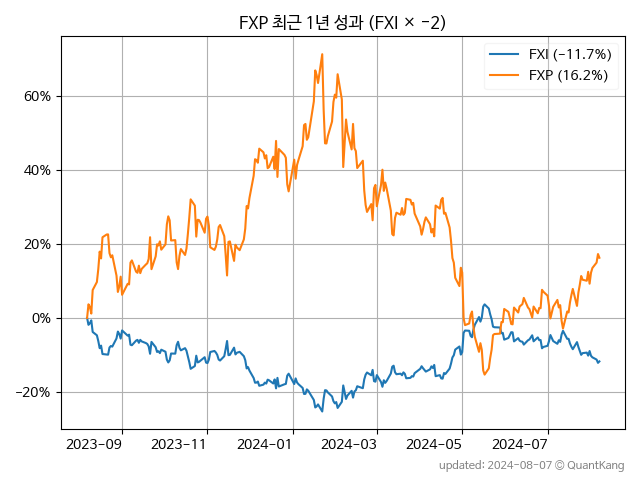 FXP 최근 1년 성과 (FXI × −2)
FXI (−11.7%)
FXP (16.2%)
60%
40%
20%
0%
−20%
2023−09 2023−11 2024−01 2024−03 2024−05 2024−07
updated: 2024−08−07 © QuantKang